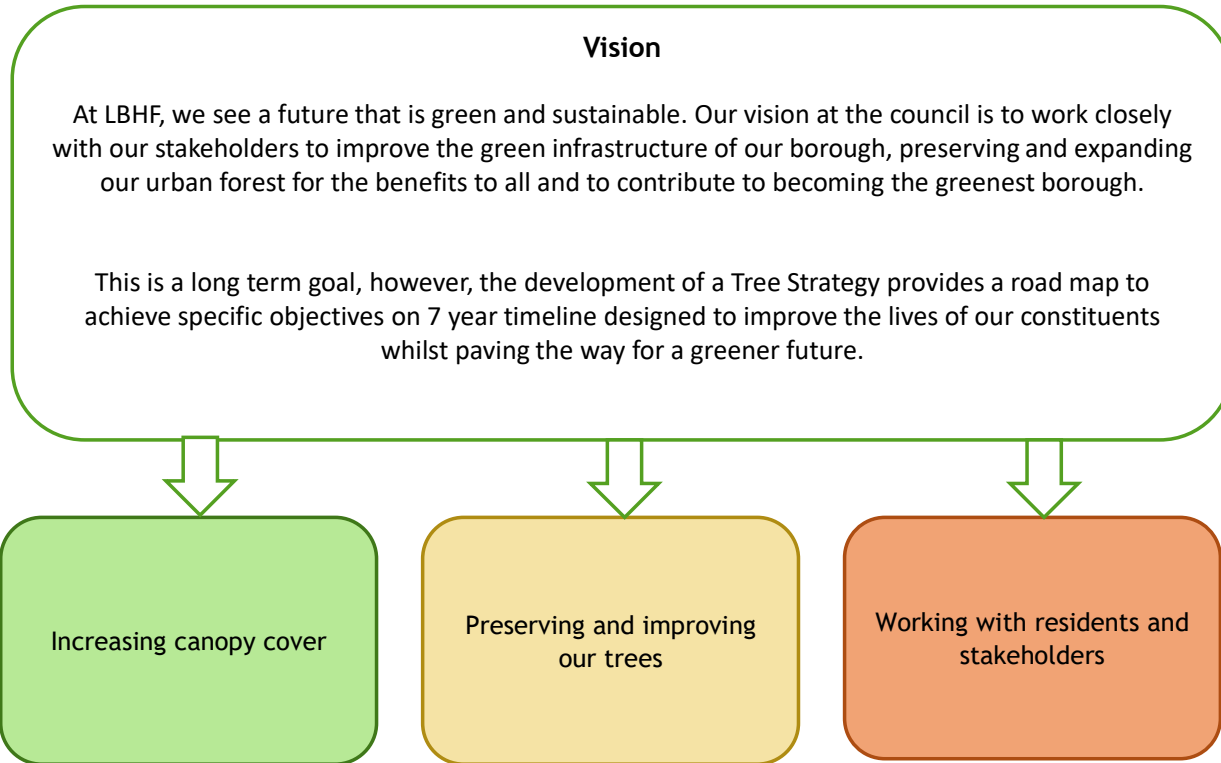 Vision
At LBHF, we see a future that is green and sustainable. Our vision at the council is to work closely
with our stakeholders to improve the green infrastructure of our borough, preserving and expanding
our urban forest for the benefits to all and to contribute to becoming the greenest borough.
This is a long term goal, however, the development of a Tree Strategy provides a road map to
achieve specific objectives on 7 year timeline designed to improve the lives of our constituents
whilst paving the way for a greener future.
Increasing canopy cover
Preserving and improving
our trees
Working with residents and
stakeholders